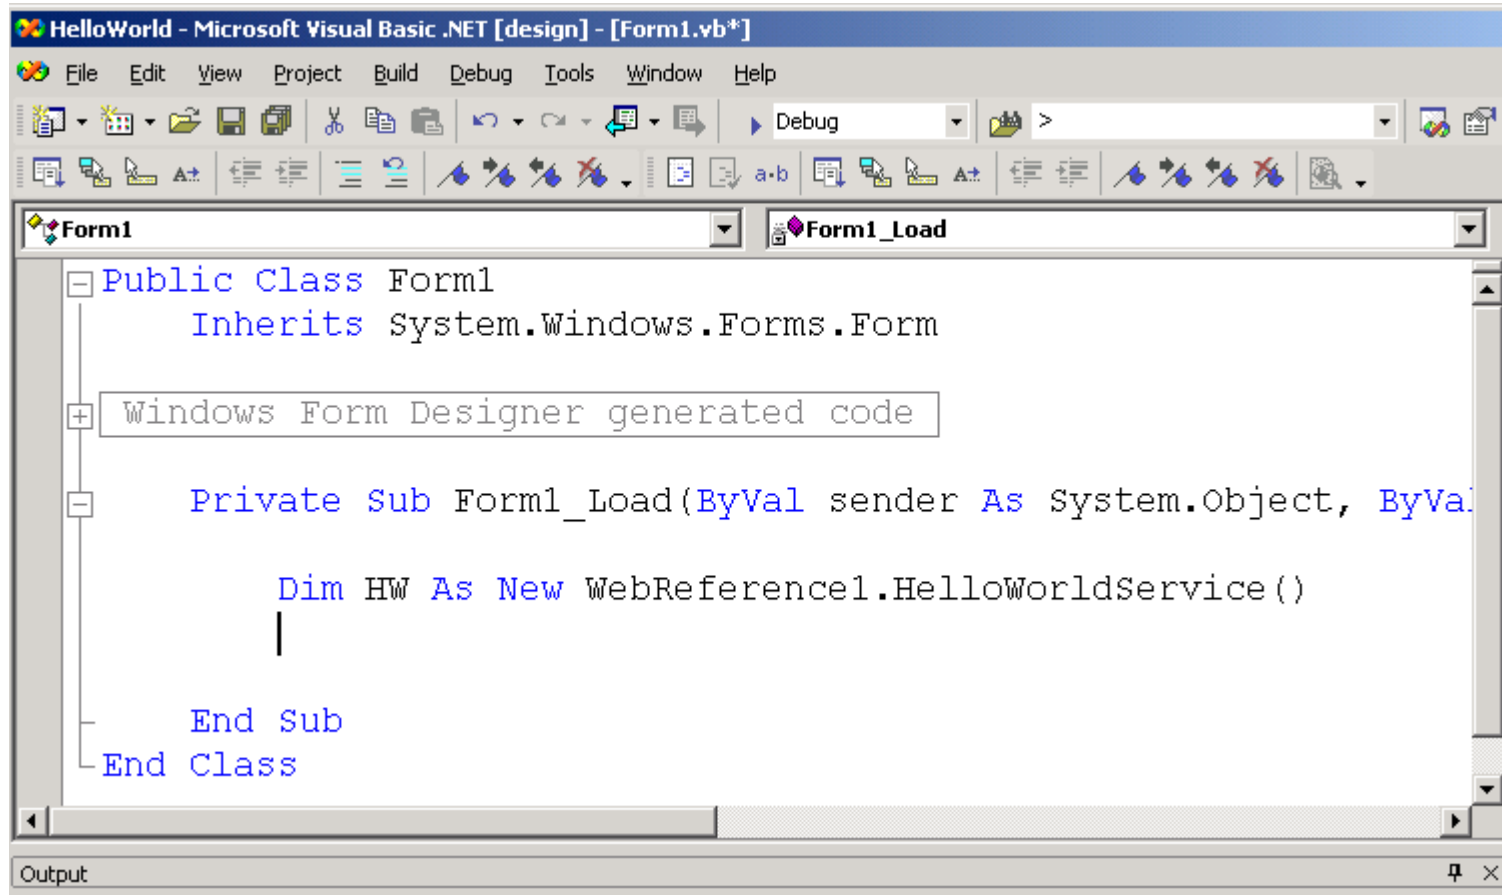 HelloWorld - Microsoft Visual Basic .NET [design] - [Form1.vb*]
File Edit View Project Build Debug Tools Window Help
Debug >
a·b
Form1 Form1_Load
Public Class Form1
Inherits System.Windows.Forms.Form
Windows Form Designer generated code
Private Sub Form1_Load(ByVal sender As System.Object, ByVal
Dim HW As New WebReference1.HelloWorldService()
End Sub
End Class
Output